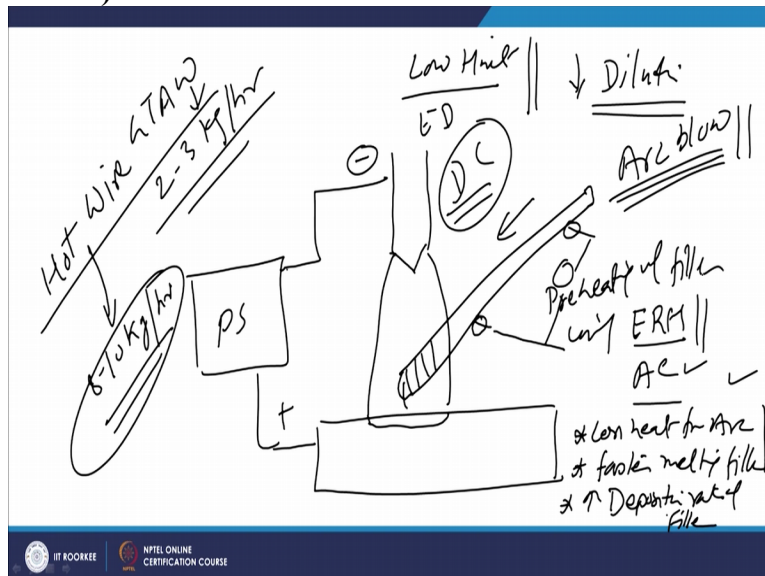 Hot Wire GTAW
2-3 kg/hr
8-10 kg/hr
Low Heat
ED
↓ Diluti
DC
Arc blow
PS
+
Preheating of filler
using ERH
AC ✓
✓
* Less heat for Arc
* faster melting filler
* ↑ Deposition rate of
Filler
IIT ROORKEE
NPTEL ONLINE
CERTIFICATION COURSE